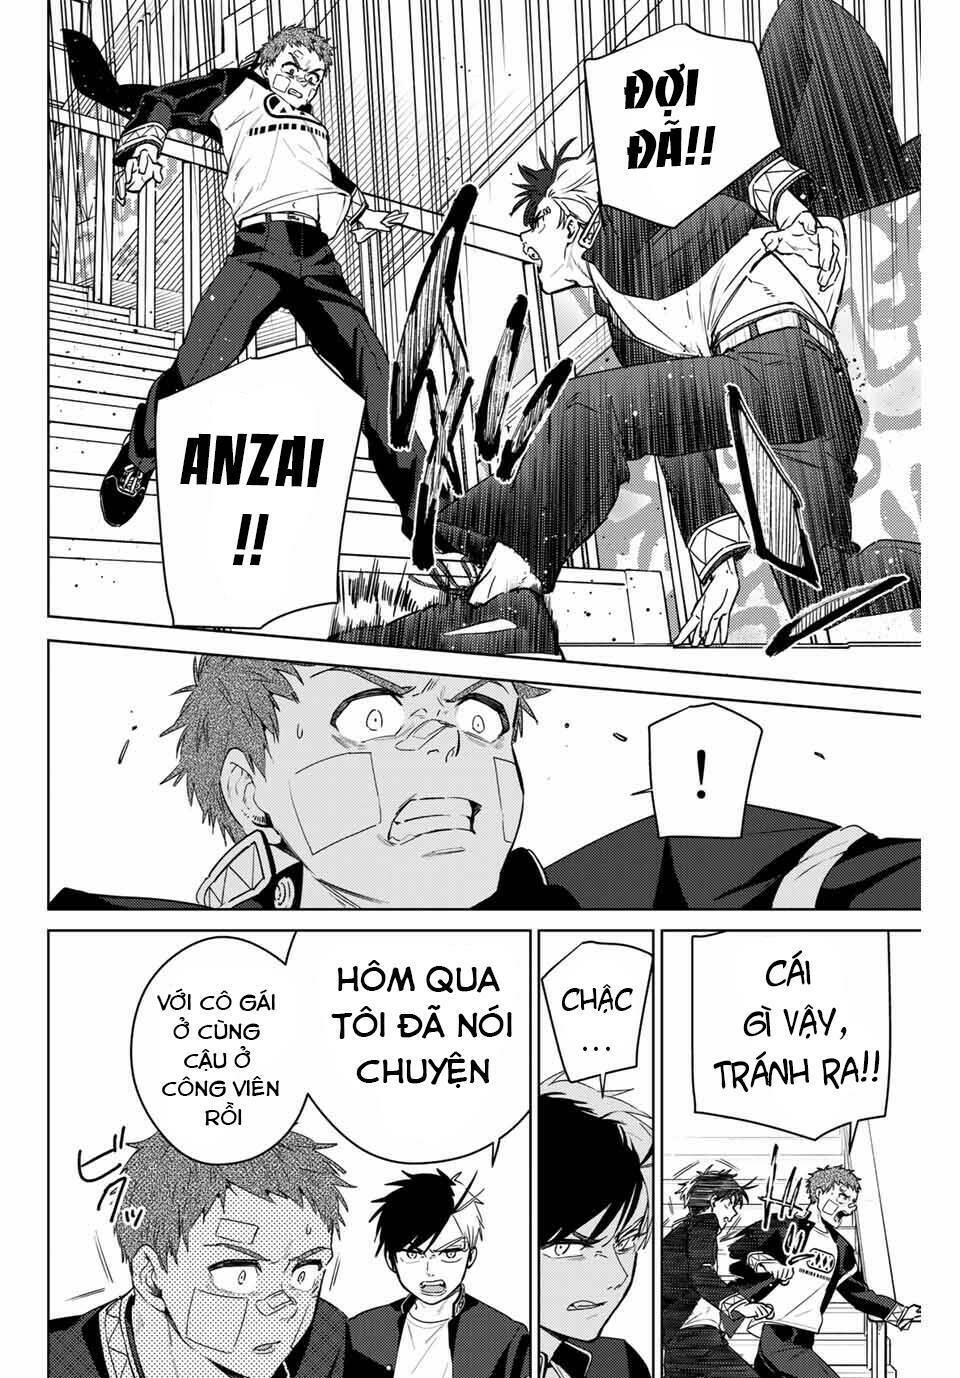 ĐỢI
ĐÃ!!
ANZAI
!!
!
CÁI
GÌ VẬY,
TRÁNH RA!!
CHẬC
...
HÔM QUA
TÔI ĐÃ NÓI
CHUYỆN
VỚI CÔ GÁI
Ở CÙNG
CẬU Ở
CÔNG VIÊN
RỒI